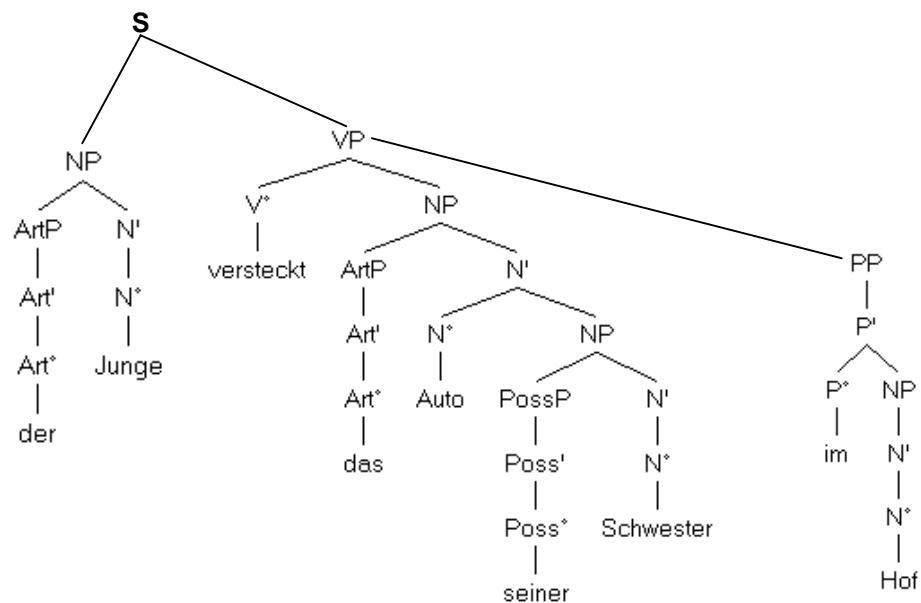 S
VP
NP
ArtP N' V° NP
versteckt ArtP N' PP
Art' N° P'
Art' N° NP
Art° Junge Art° Auto PossP N' P° NP
der das im
Poss' N° N'
Poss° Schwester N°
seiner Hof